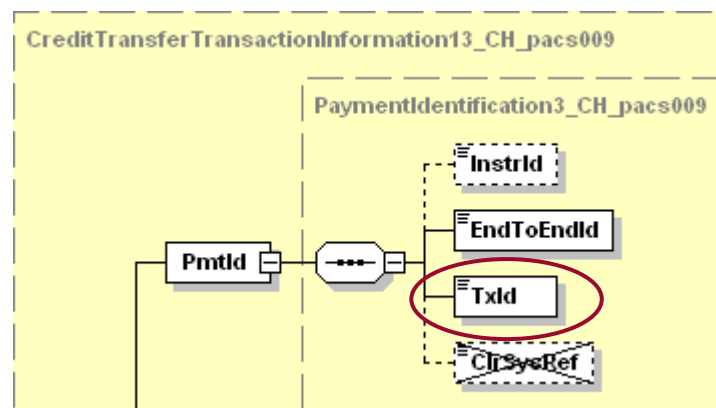 CreditTransferTransactionInformation13_CH_pacs009
PaymentIdentification3_CH_pacs009
InstrId
EndToEndId
PmtId
TxId
ClrSysRef